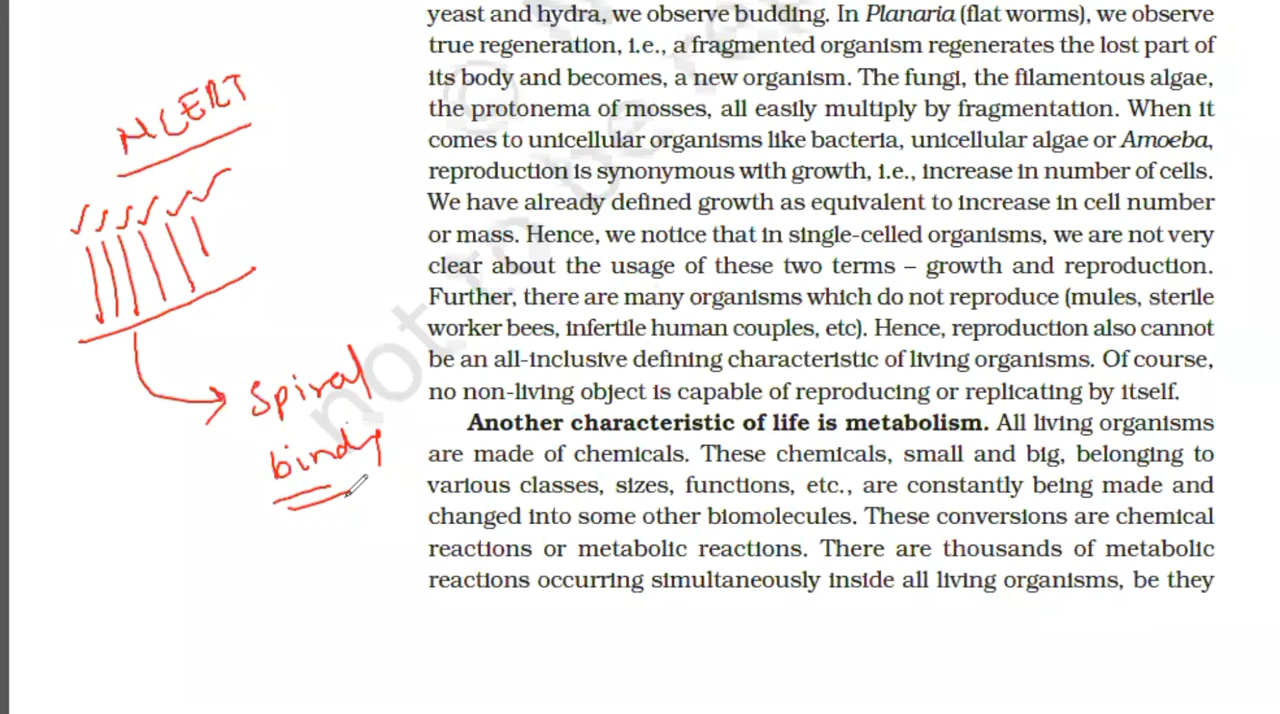 yeast and hydra, we observe budding. In Planaria (flat worms), we observe
true regeneration, i.e., a fragmented organism regenerates the lost part of
its body and becomes, a new organism. The fungi, the filamentous algae,
the protonema of mosses, all easily multiply by fragmentation. When it
comes to unicellular organisms like bacteria, unicellular algae or Amoeba,
reproduction is synonymous with growth, i.e., increase in number of cells.
We have already defined growth as equivalent to increase in cell number
or mass. Hence, we notice that in single-celled organisms, we are not very
clear about the usage of these two terms – growth and reproduction.
Further, there are many organisms which do not reproduce (mules, sterile
worker bees, infertile human couples, etc). Hence, reproduction also cannot
be an all-inclusive defining characteristic of living organisms. Of course,
no non-living object is capable of reproducing or replicating by itself.
Another characteristic of life is metabolism. All living organisms
are made of chemicals. These chemicals, small and big, belonging to
various classes, sizes, functions, etc., are constantly being made and
changed into some other biomolecules. These conversions are chemical
reactions or metabolic reactions. There are thousands of metabolic
reactions occurring simultaneously inside all living organisms, be they
NCERT
Spiral
binding
not to be re
©